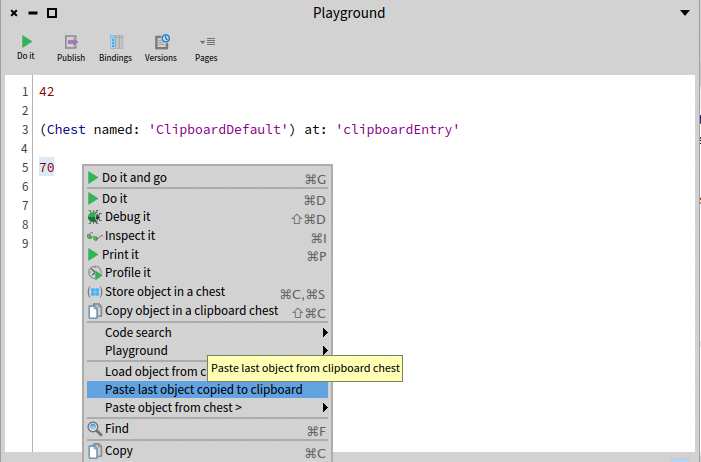 Playground
Do it Publish Bindings Versions Pages
1 42
2
3 (Chest named: 'ClipboardDefault') at: 'clipboardEntry'
4
5 70
6
7
8
9
Do it and go ⌘G
Do it ⌘D
Debug it ⇧⌘D
Inspect it ⌘I
Print it ⌘P
Profile it
Store object in a chest ⌘C,⌘S
Copy object in a clipboard chest ⇧⌘C
Code search
Playground
Load object from c
Paste last object from clipboard chest
Paste last object copied to clipboard
Paste object from chest >
Find ⌘F
Copy ⌘C